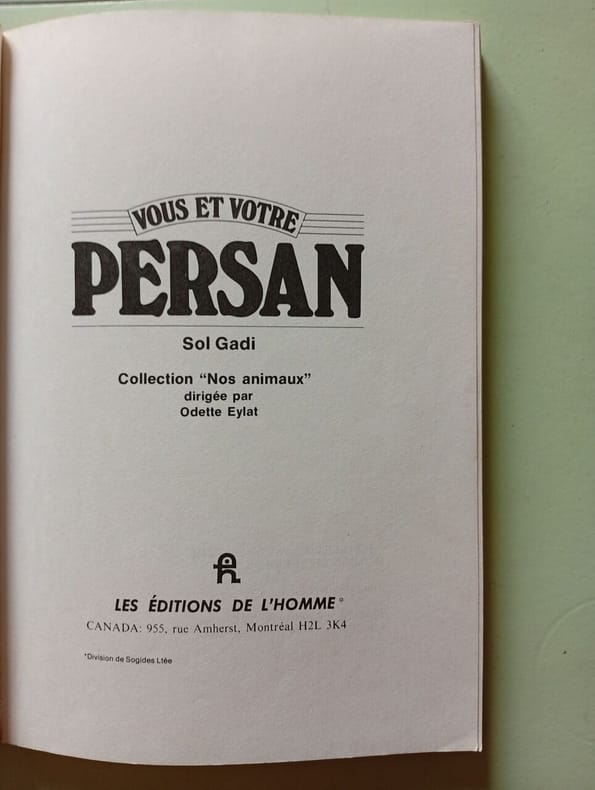 VOUS ET VOTRE
PERSAN
Sol Gadi
Collection “Nos animaux”
dirigée par
Odette Eylat
LES ÉDITIONS DE L’HOMME*
CANADA: 955, rue Amherst, Montréal H2L 3K4
*Division de Sogides Ltée